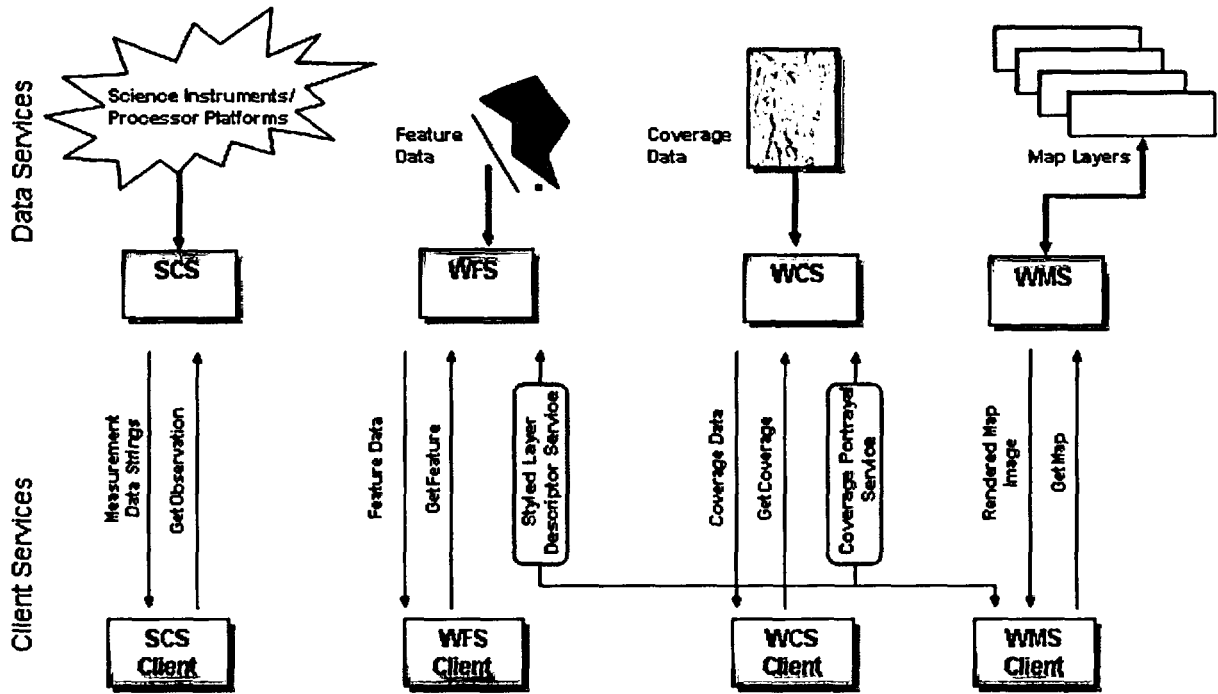 Data Services
Science Instruments/
Processor Platforms
Feature
Data
Coverage
Data
Map Layers
SCS
WFS
WCS
WMS
Measurement
Data Strings
GetObservation
Feature Data
GetFeature
Styled Layer
Descriptor Service
Coverage Data
GetCoverage
Coverage Portrayal
Service
Rendered Map
Image
GetMap
Client Services
SCS
Client
WFS
Client
WCS
Client
WMS
Client